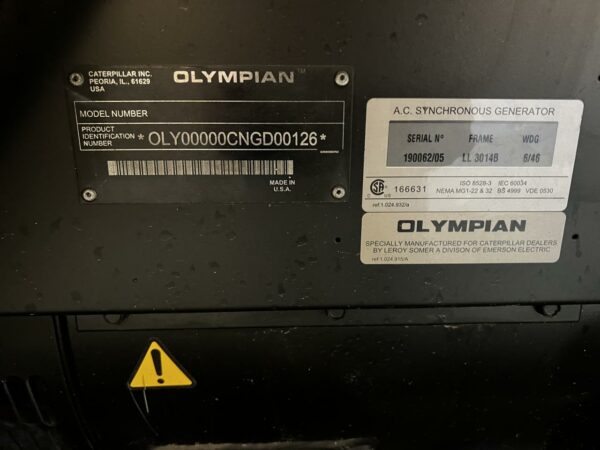 CATERPILLAR INC.
PEORIA, IL., 61629
USA
OLYMPIAN™
MODEL NUMBER
PRODUCT
IDENTIFICATION
NUMBER
*OLY00000CNGD00126*
MADE IN
U.S.A.
A.C. SYNCHRONOUS GENERATOR
SERIAL Nº FRAME WDG
190062/05 LL 3014B 6/46
166631
ISO 8528-3 IEC 60034
NEMA MG1-22 & 32 BS 4999 VDE 0530
ref.1.024.932/a
OLYMPIAN
SPECIALLY MANUFACTURED FOR CATERPILLAR DEALERS
BY LEROY SOMER A DIVISON OF EMERSON ELECTRIC
ref.1.024.915/A